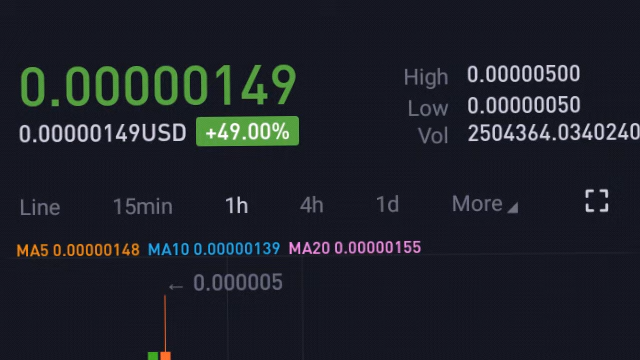 0.00000149
High 0.00000500
0.00000149USD +49.00%
Low 0.00000050
Vol 2504364.0340240
Line 15min 1h 4h 1d More
MA5 0.00000148 MA10 0.00000139 MA20 0.00000155
← 0.000005